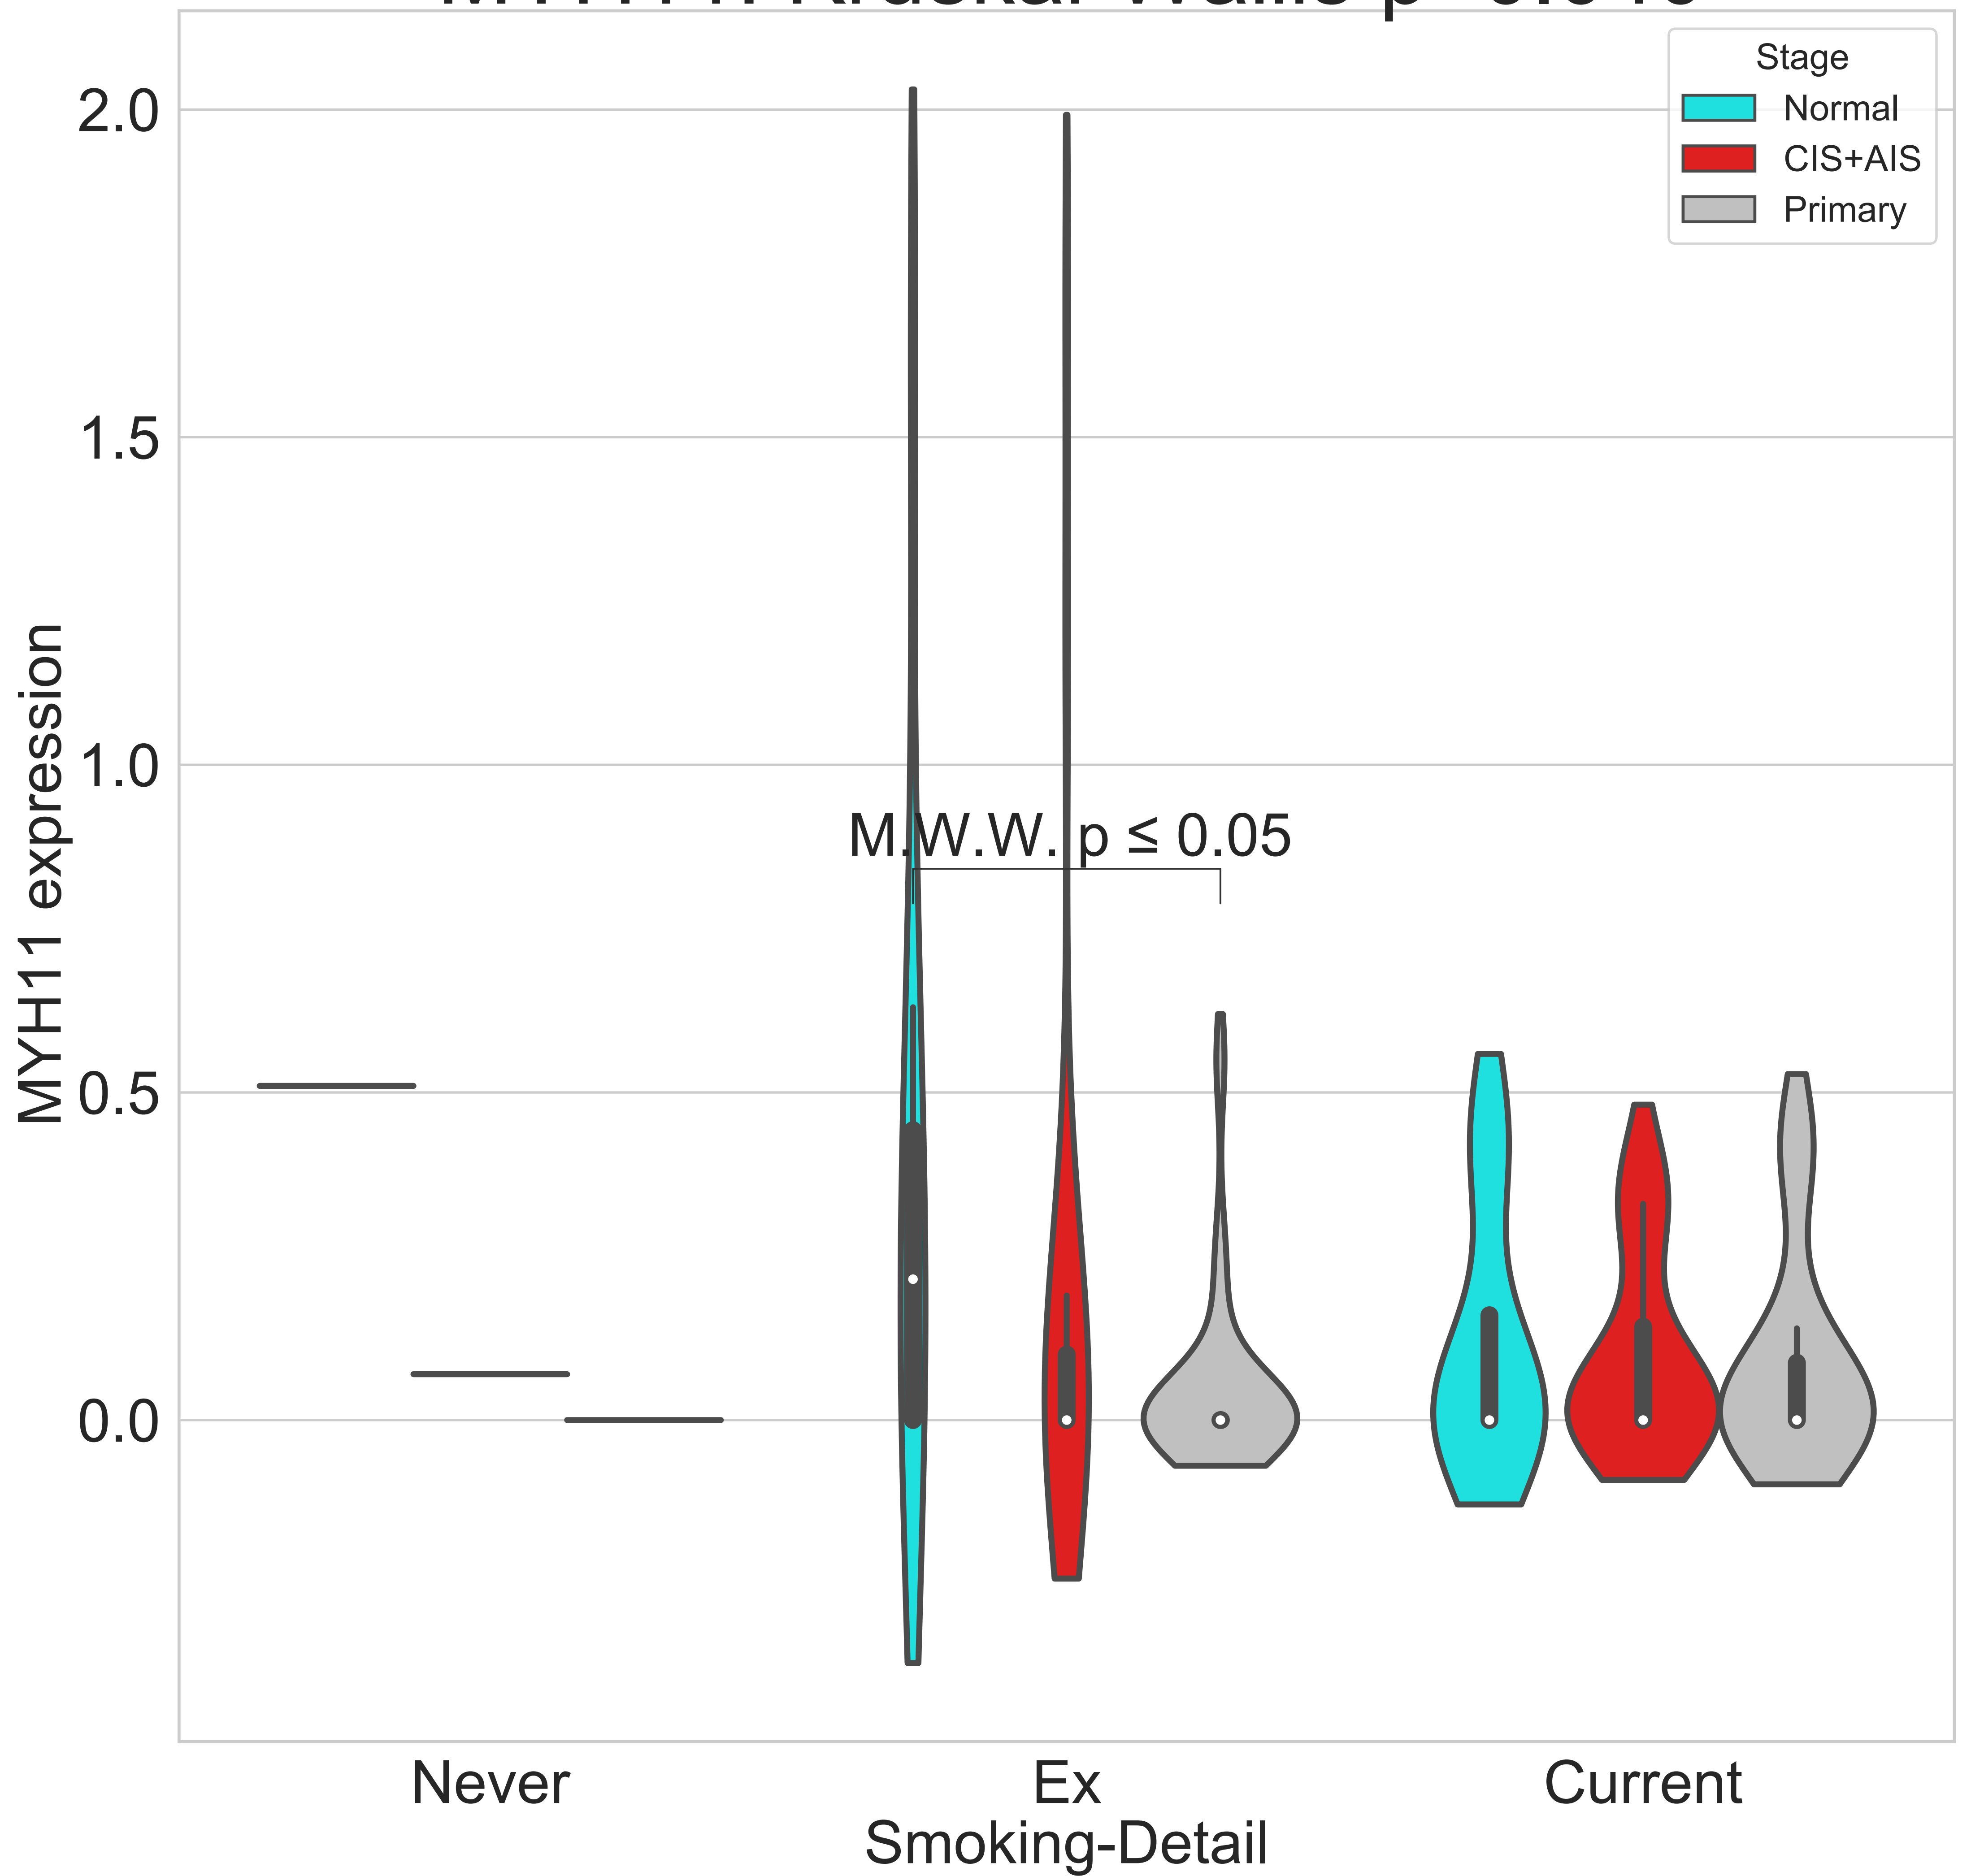 2.0
1.5
1.0
0.5
0.0
MYH11 expression
Stage
Normal
CIS+AIS
Primary
M.W.W. p ≤ 0.05
Never
Ex
Current
Smoking-Detail